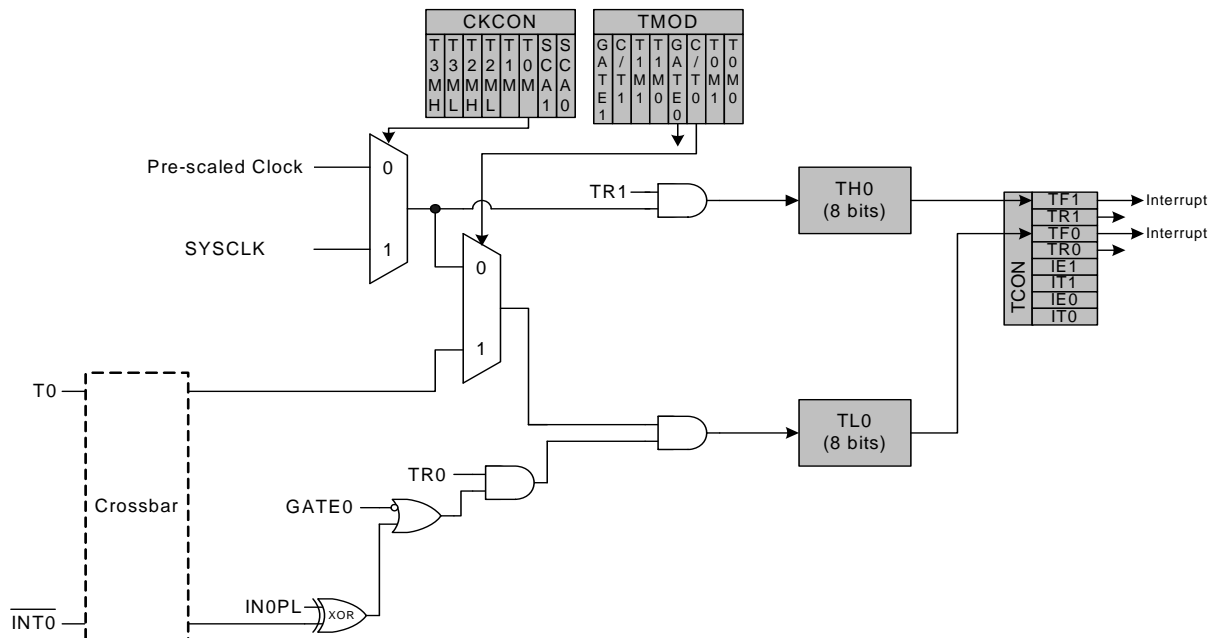 CKCON
T3MH
T3ML
T2MH
T2ML
T1M
T0M
SCA1
SCA0
TMOD
GATE1
C/T1
T1M1
T1M0
GATE0
C/T0
T0M1
T0M0
Pre-scaled Clock
0
SYSCLK
1
TR1
TH0
(8 bits)
TCON
TF1
TR1
TF0
TR0
IE1
IT1
IE0
IT0
Interrupt
Interrupt
0
1
T0
Crossbar
TL0
(8 bits)
TR0
GATE0
IN0PL
XOR
INT0